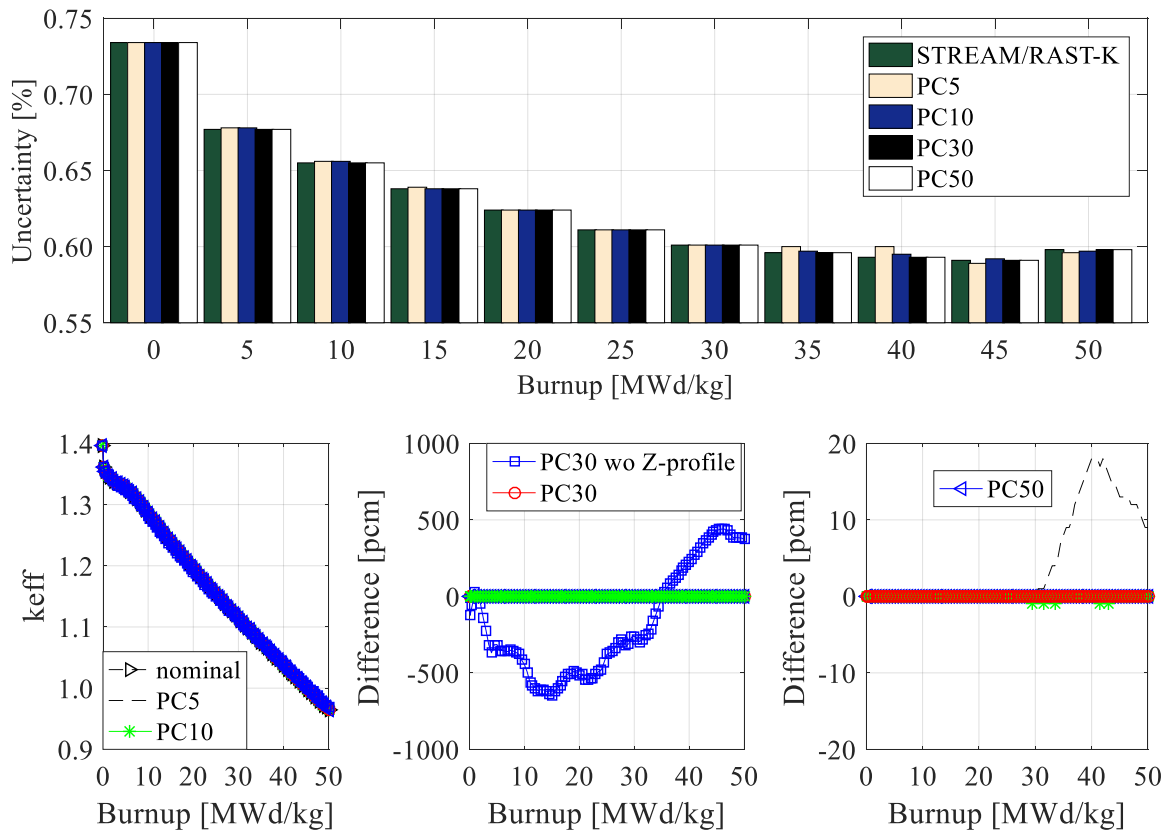 Uncertainty [%]
0.75
0.70
0.65
0.60
0.55
STREAM/RAST-K
PC5
PC10
PC30
PC50
0 5 10 15 20 25 30 35 40 45 50
Burnup [MWd/kg]
keff
1.4
1.3
1.2
1.1
1.0
0.9
nominal
PC5
PC10
0 10 20 30 40 50
Burnup [MWd/kg]
Difference [pcm]
1000
500
0
-500
-1000
PC30 wo Z-profile
PC30
0 10 20 30 40 50
Burnup [MWd/kg]
Difference [pcm]
20
10
0
-10
-20
PC50
0 10 20 30 40 50
Burnup [MWd/kg]